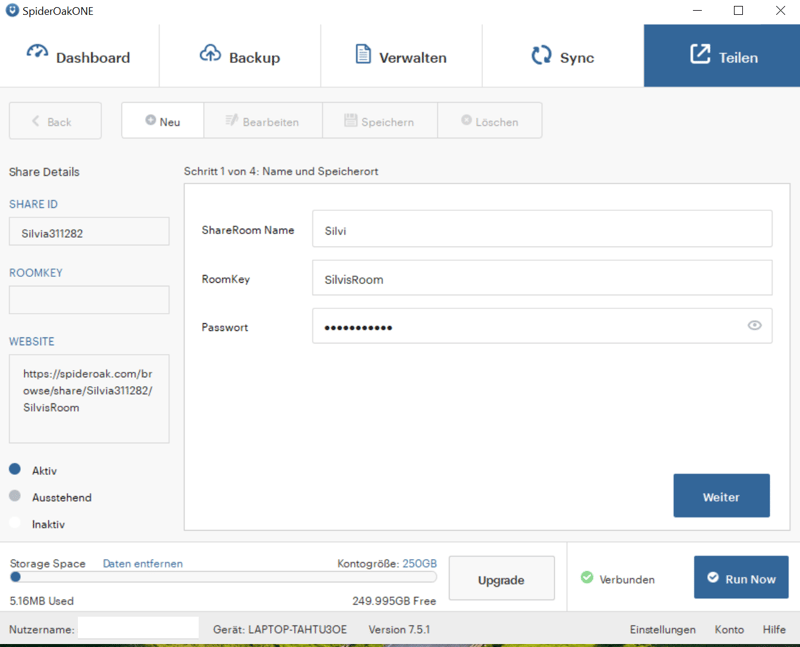 SpiderOakONE
Dashboard
Backup
Verwalten
Sync
Teilen
Back
Neu
Bearbeiten
Speichern
Löschen
Share Details
SHARE ID
Silvia311282
ROOMKEY
WEBSITE
https://spideroak.com/br
owse/share/Silvia311282/
SilvisRoom
Aktiv
Ausstehend
Inaktiv
Schritt 1 von 4: Name und Speicherort
ShareRoom Name
Silvi
RoomKey
SilvisRoom
Passwort
•••••••••••
Weiter
Storage Space Daten entfernen Kontogröße: 250GB
5.16MB Used 249.995GB Free
Upgrade
Verbunden
Run Now
Nutzername: Gerät: LAPTOP-TAHTU3OE Version 7.5.1 Einstellungen Konto Hilfe